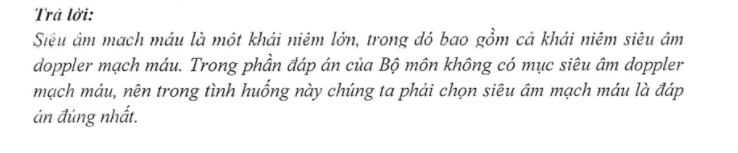 Trả lời:
Siêu âm mạch máu là một khái niệm lớn, trong đó bao gồm cả khái niệm siêu âm
doppler mạch máu. Trong phần đáp án của Bộ môn không có mục siêu âm doppler
mạch máu, nên trong tình huống này chúng ta phải chọn siêu âm mạch máu là đáp
án đúng nhất.